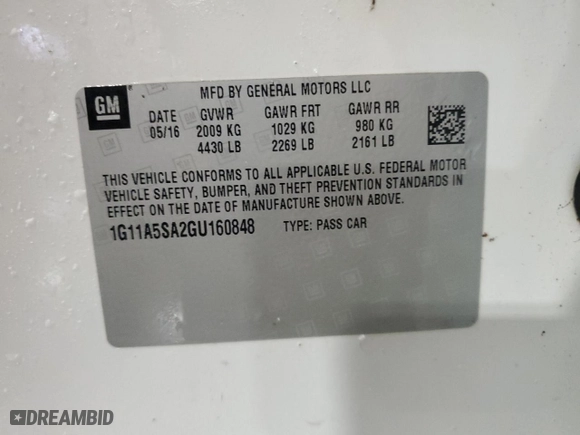 GM
MFD BY GENERAL MOTORS LLC
DATE GVWR GAWR FRT GAWR RR
05/16 2009 KG 1029 KG 980 KG
4430 LB 2269 LB 2161 LB
THIS VEHICLE CONFORMS TO ALL APPLICABLE U.S. FEDERAL MOTOR
VEHICLE SAFETY, BUMPER, AND THEFT PREVENTION STANDARDS IN
EFFECT ON THE DATE OF MANUFACTURE SHOWN ABOVE.
1G11A5SA2GU160848 TYPE: PASS CAR
DREAMBID